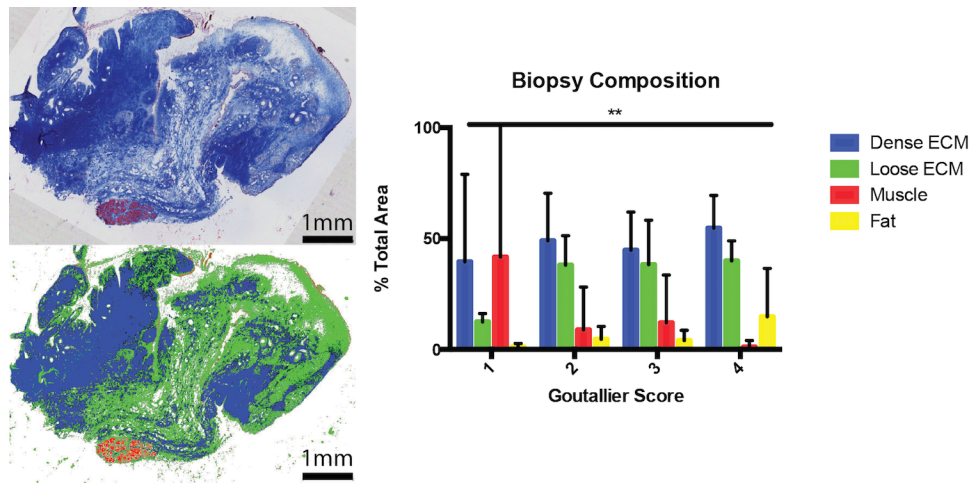 1mm
1mm
Biopsy Composition
**
100
50
0
% Total Area
1
2
3
4
Goutallier Score
Dense ECM
Loose ECM
Muscle
Fat